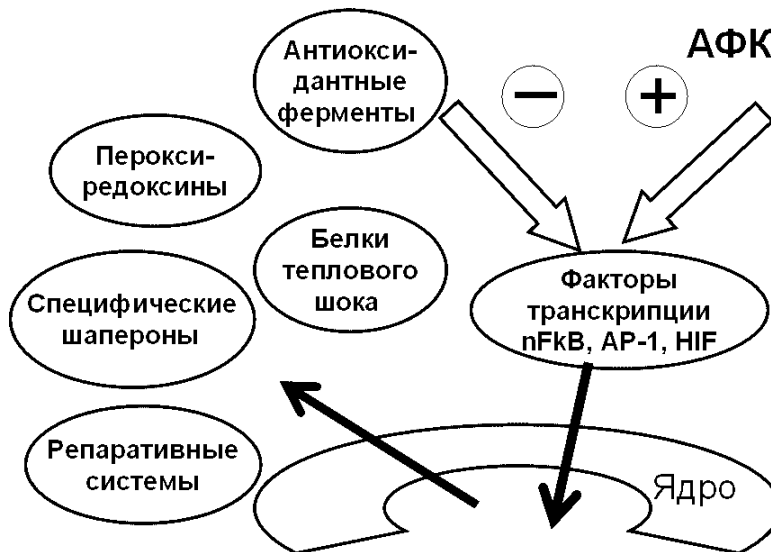 Антиокси-
дантные
ферменты
−
+
АФК
Перокси-
редоксины
Белки
теплового
шока
Специфические
шапероны
Факторы
транскрипции
nFkB, AP-1, HIF
Репаративные
системы
Ядро